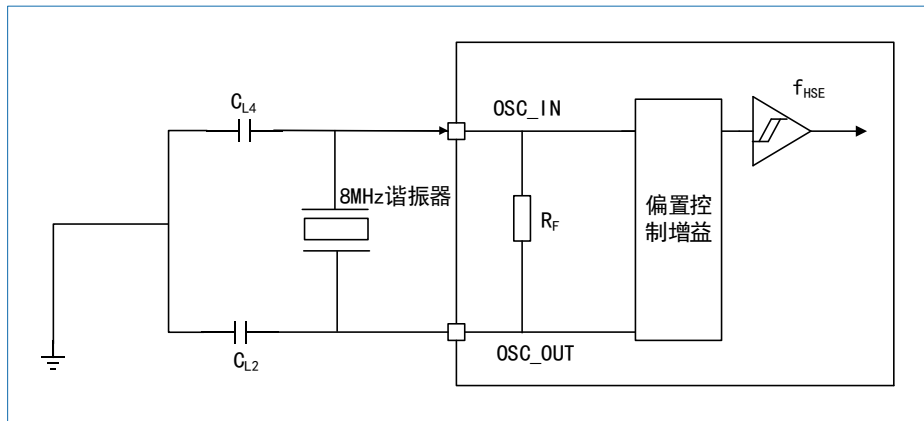 f_HSE
C_L4
OSC_IN
8MHz谐振器
R_F
偏置控
制增益
OSC_OUT
C_L2